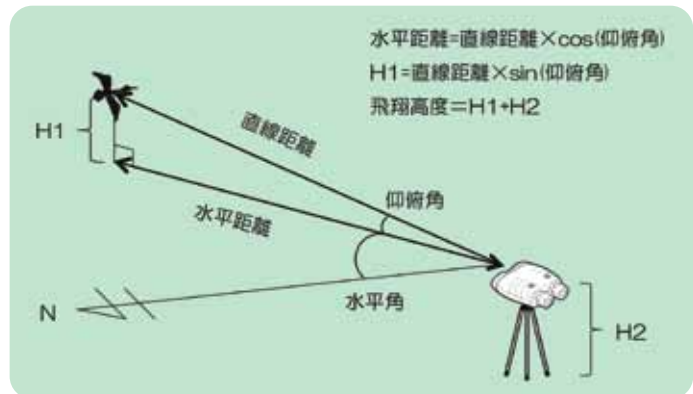 水平距離=直線距離×cos(仰俯角)
H1=直線距離×sin(仰俯角)
飛翔高度=H1+H2
H1
直線距離
仰俯角
水平距離
水平角
N
H2